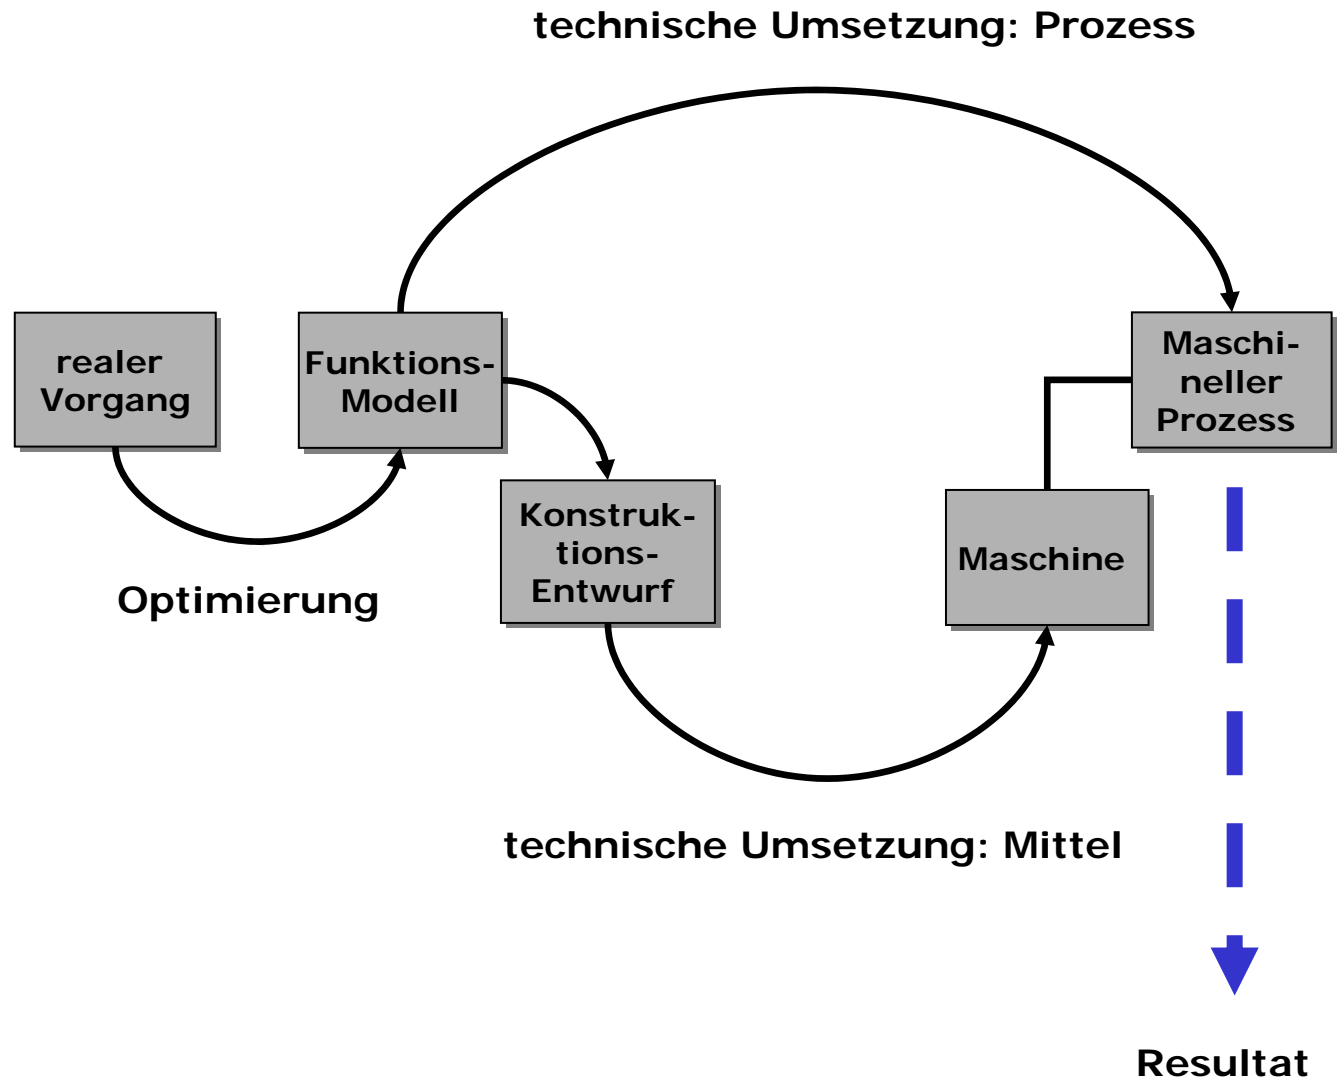 technische Umsetzung: Prozess
realer
Vorgang
Funktions-
Modell
Maschi-
neller
Prozess
Konstruk-
tions-
Entwurf
Maschine
Optimierung
technische Umsetzung: Mittel
Resultat